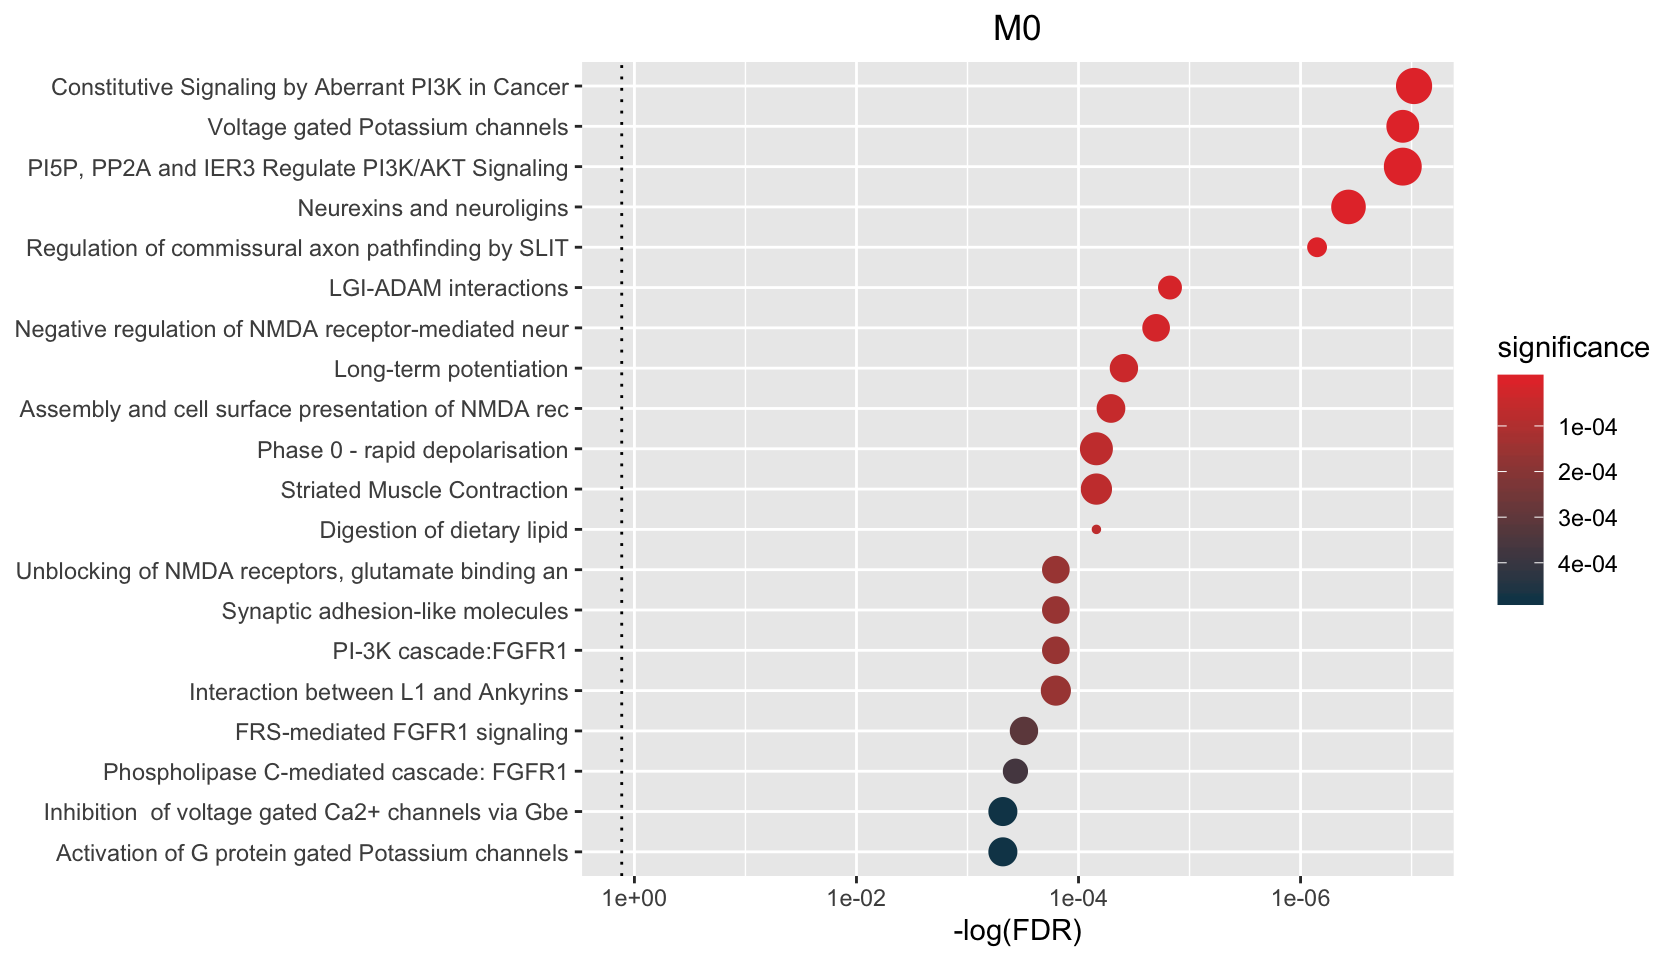 M0
Constitutive Signaling by Aberrant PI3K in Cancer
Voltage gated Potassium channels
PI5P, PP2A and IER3 Regulate PI3K/AKT Signaling
Neurexins and neuroligins
Regulation of commissural axon pathfinding by SLIT
LGI-ADAM interactions
Negative regulation of NMDA receptor-mediated neur
Long-term potentiation
Assembly and cell surface presentation of NMDA rec
Phase 0 - rapid depolarisation
Striated Muscle Contraction
Digestion of dietary lipid
Unblocking of NMDA receptors, glutamate binding an
Synaptic adhesion-like molecules
PI-3K cascade:FGFR1
Interaction between L1 and Ankyrins
FRS-mediated FGFR1 signaling
Phospholipase C-mediated cascade: FGFR1
Inhibition  of voltage gated Ca2+ channels via Gbe
Activation of G protein gated Potassium channels
1e+00 1e-02 1e-04 1e-06
-log(FDR)
significance
1e-04
2e-04
3e-04
4e-04